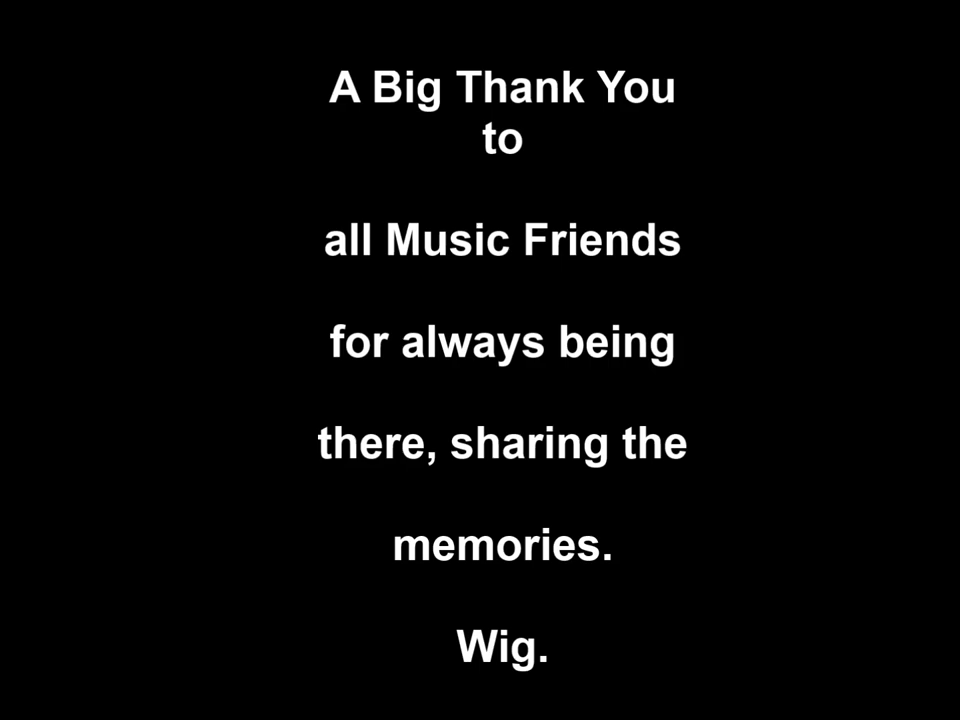 A Big Thank You
to
all Music Friends
for always being
there, sharing the
memories.
Wig.